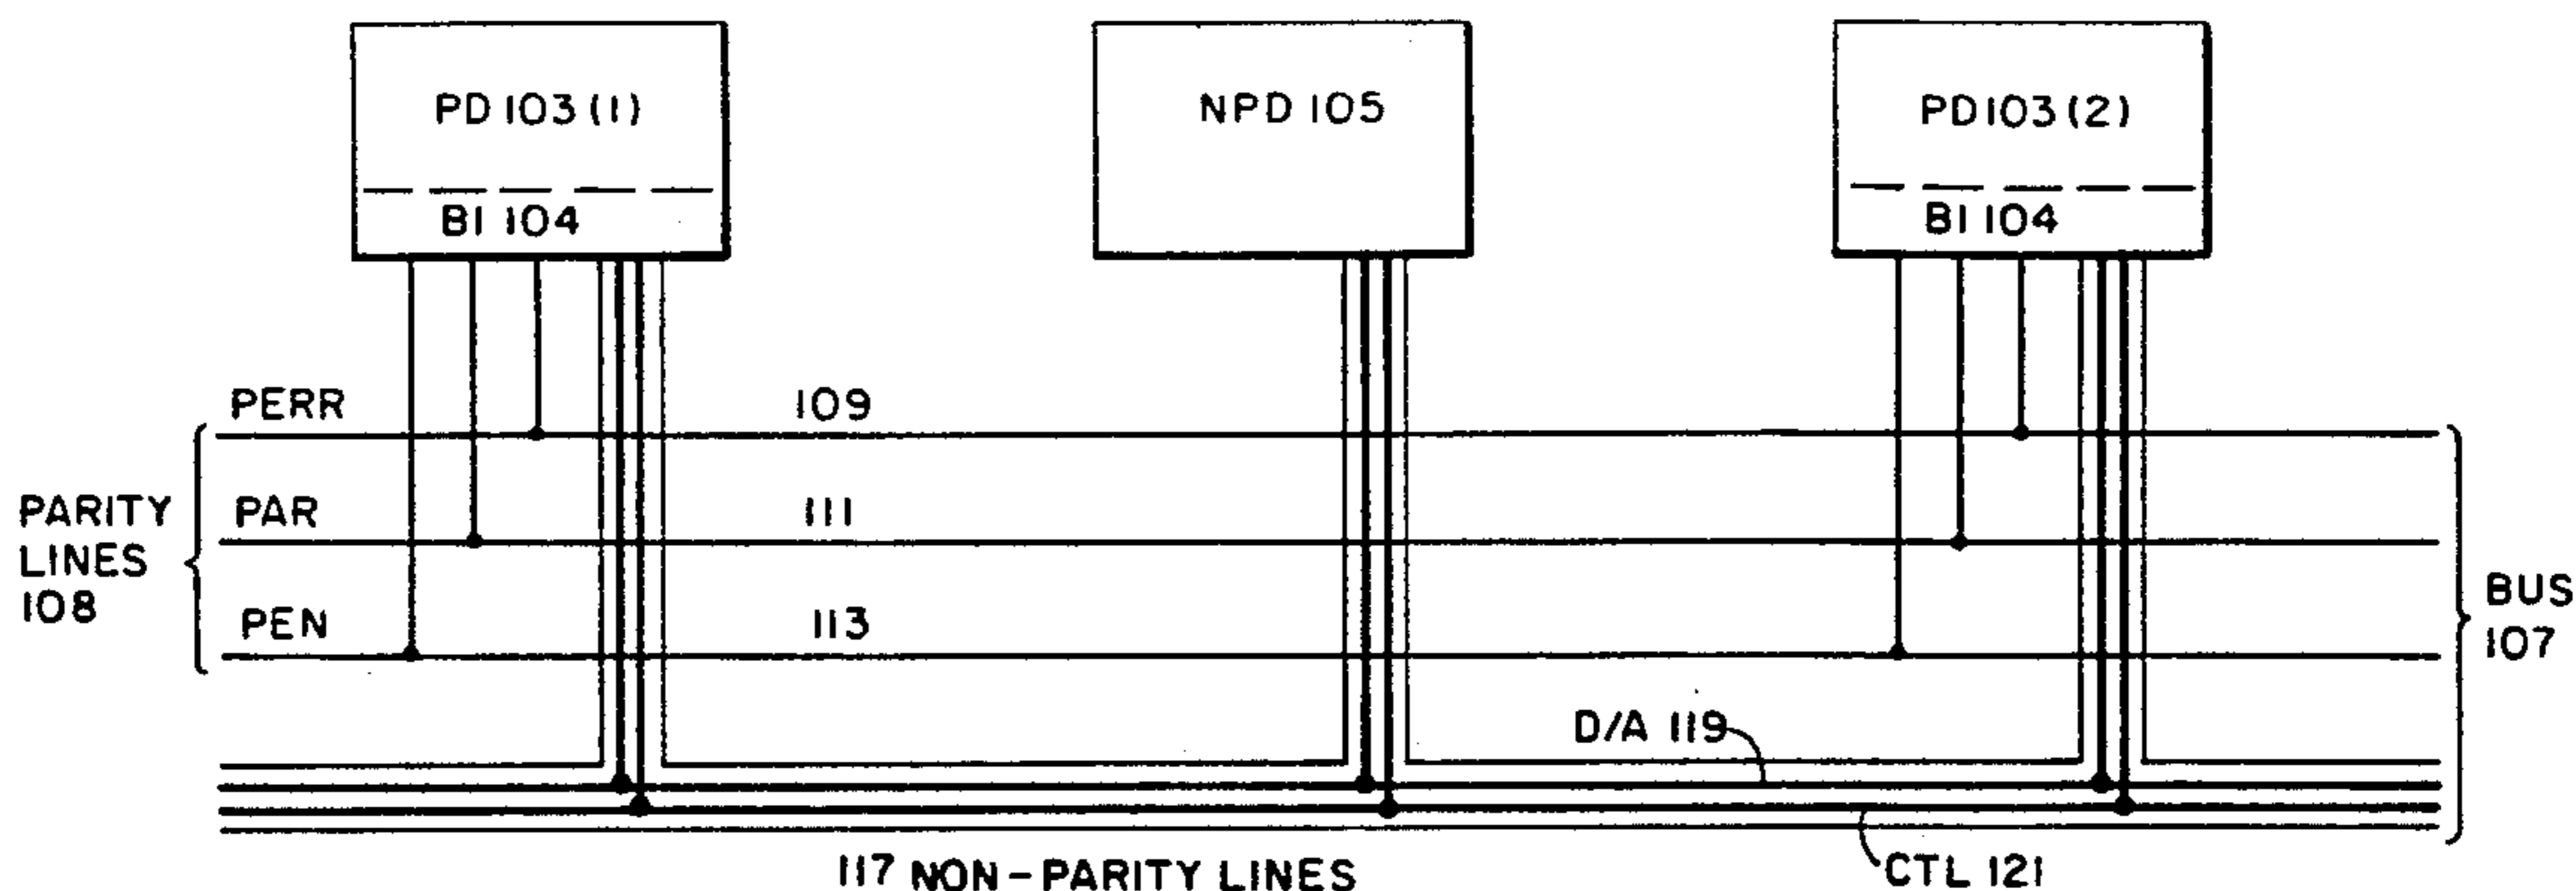 PD 103 (1)
BI 104
NPD 105
PD 103 (2)
BI 104
PERR
109
PARITY
LINES
108
PAR
111
PEN
113
BUS
107
D/A 119
117 NON-PARITY LINES
CTL 121